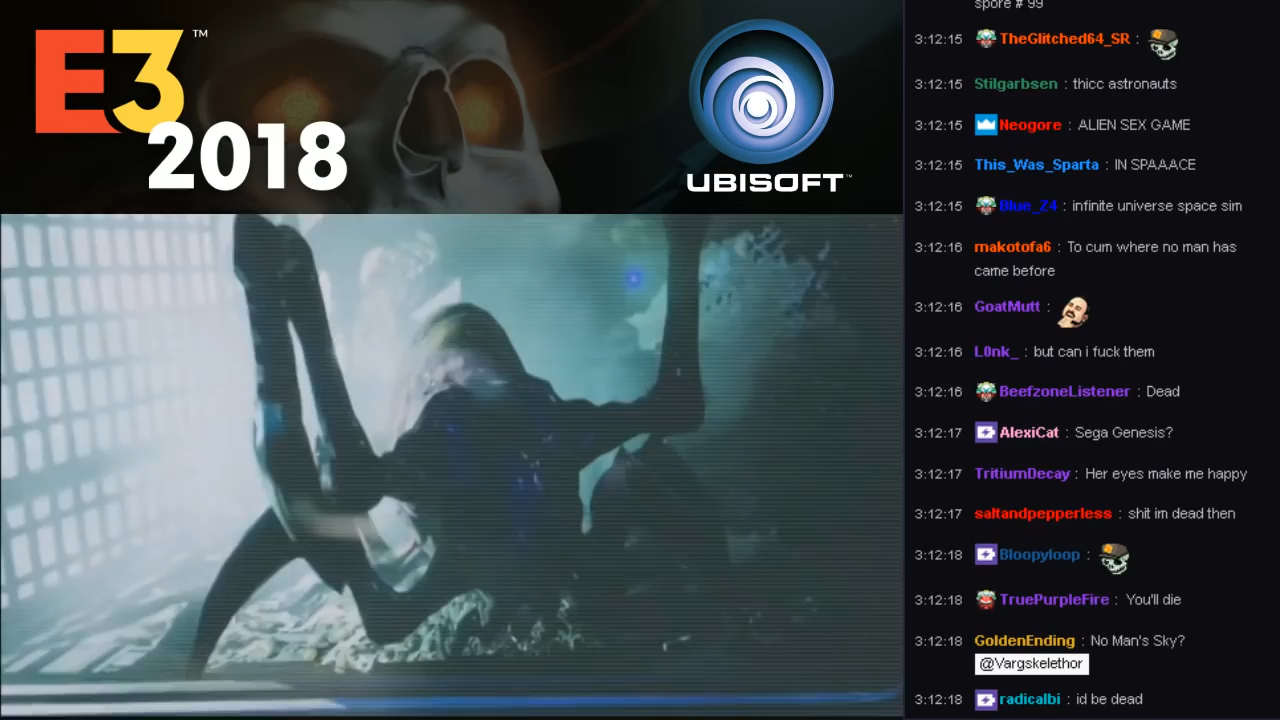 E3™
2018
UBISOFT™
spore # 99
3:12:15 TheGlitched64_SR :
3:12:15 Stilgarbsen : thicc astronauts
3:12:15 Neogore : ALIEN SEX GAME
3:12:15 This_Was_Sparta : IN SPAAACE
3:12:15 Blue_Z4 : infinite universe space sim
3:12:16 makotofa6 : To cum where no man has
came before
3:12:16 GoatMutt :
3:12:16 L0nk_ : but can i fuck them
3:12:16 BeefzoneListener : Dead
3:12:17 AlexiCat : Sega Genesis?
3:12:17 TritiumDecay : Her eyes make me happy
3:12:17 saltandpepperless : shit im dead then
3:12:18 Bloopyloop :
3:12:18 TruePurpleFire : You'll die
3:12:18 GoldenEnding : No Man's Sky?
@Vargskelethor
3:12:18 radicalbi : id be dead